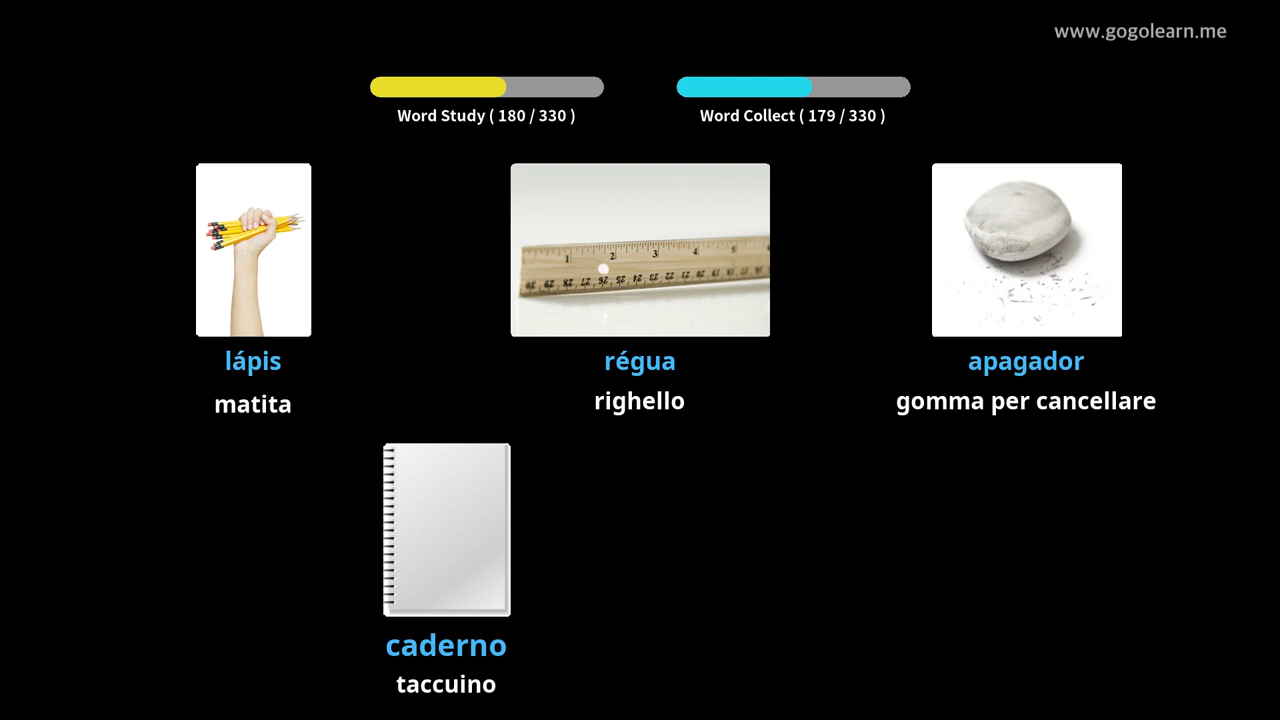 www.gogolearn.me
Word Study ( 180 / 330 )
Word Collect ( 179 / 330 )
lápis
régua
apagador
matita
righello
gomma per cancellare
caderno
taccuino